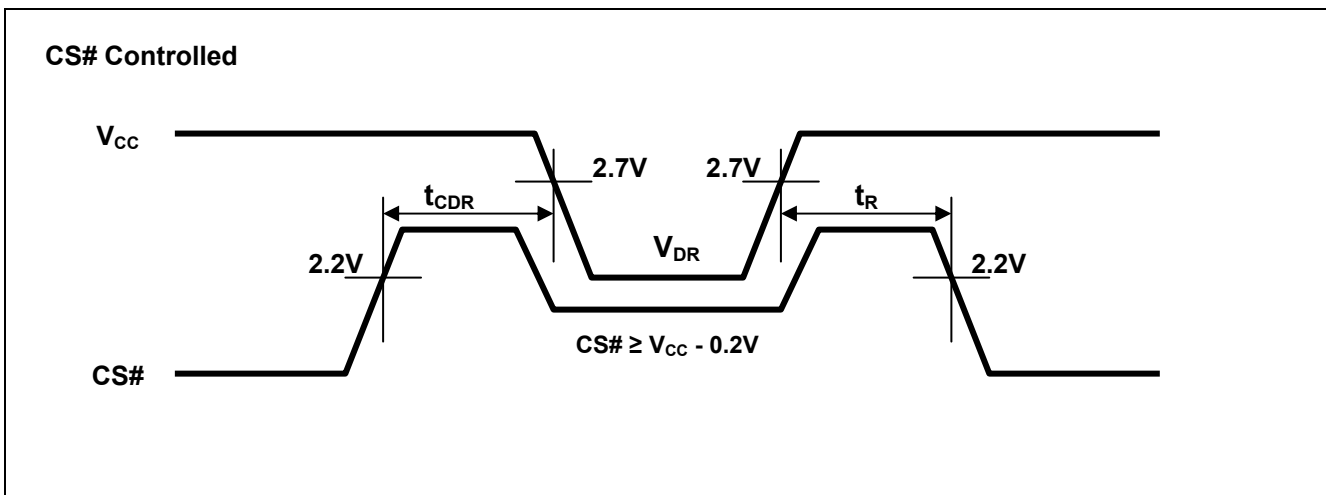 CS# Controlled
VCC
2.7V 2.7V
tCDR tR
2.2V VDR 2.2V
CS# ≥ VCC - 0.2V
CS#